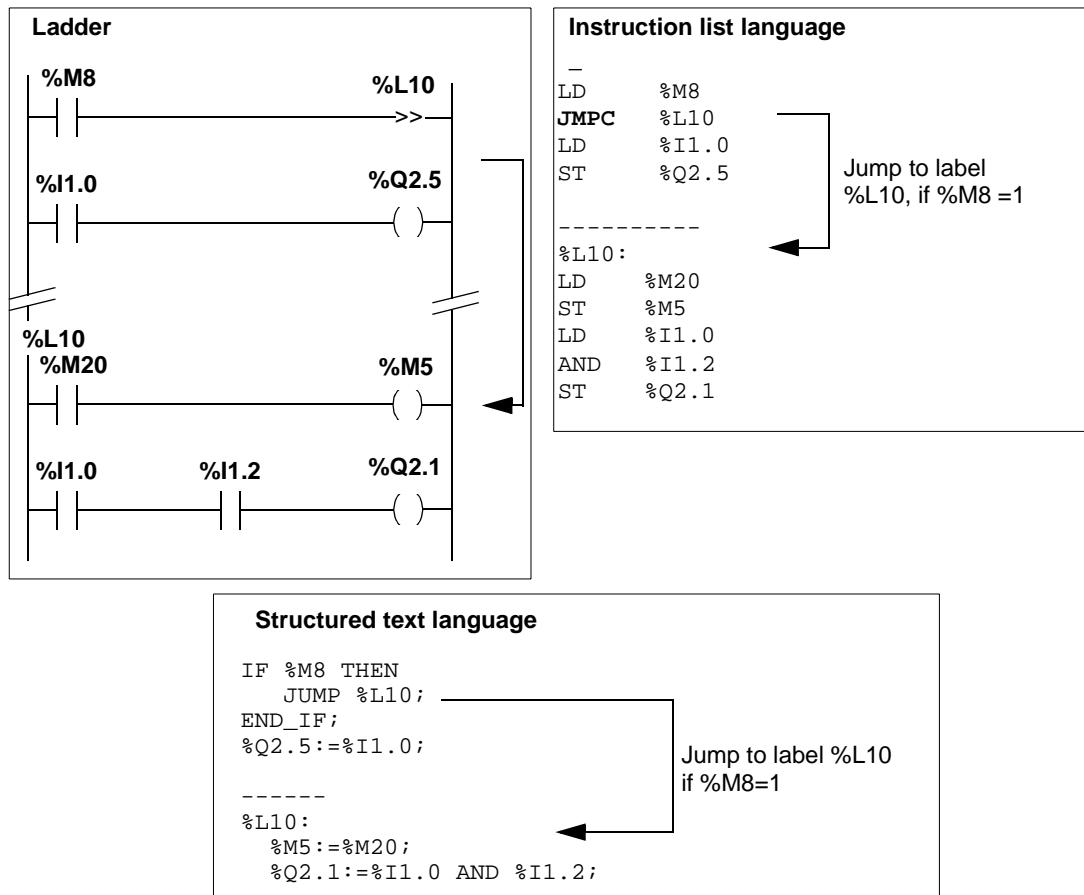 Ladder
%M8
%L10
>>
%I1.0
%Q2.5
( )
%L10
%M20
%M5
( )
%I1.0 %I1.2 %Q2.1
( )
Instruction list language
_
LD %M8
JMPC %L10
LD %I1.0
ST %Q2.5
Jump to label
%L10, if %M8 =1
----------
%L10:
LD %M20
ST %M5
LD %I1.0
AND %I1.2
ST %Q2.1
Structured text language
IF %M8 THEN
JUMP %L10;
END_IF;
%Q2.5:=%I1.0;
Jump to label %L10
if %M8=1
------
%L10:
%M5:=%M20;
%Q2.1:=%I1.0 AND %I1.2;